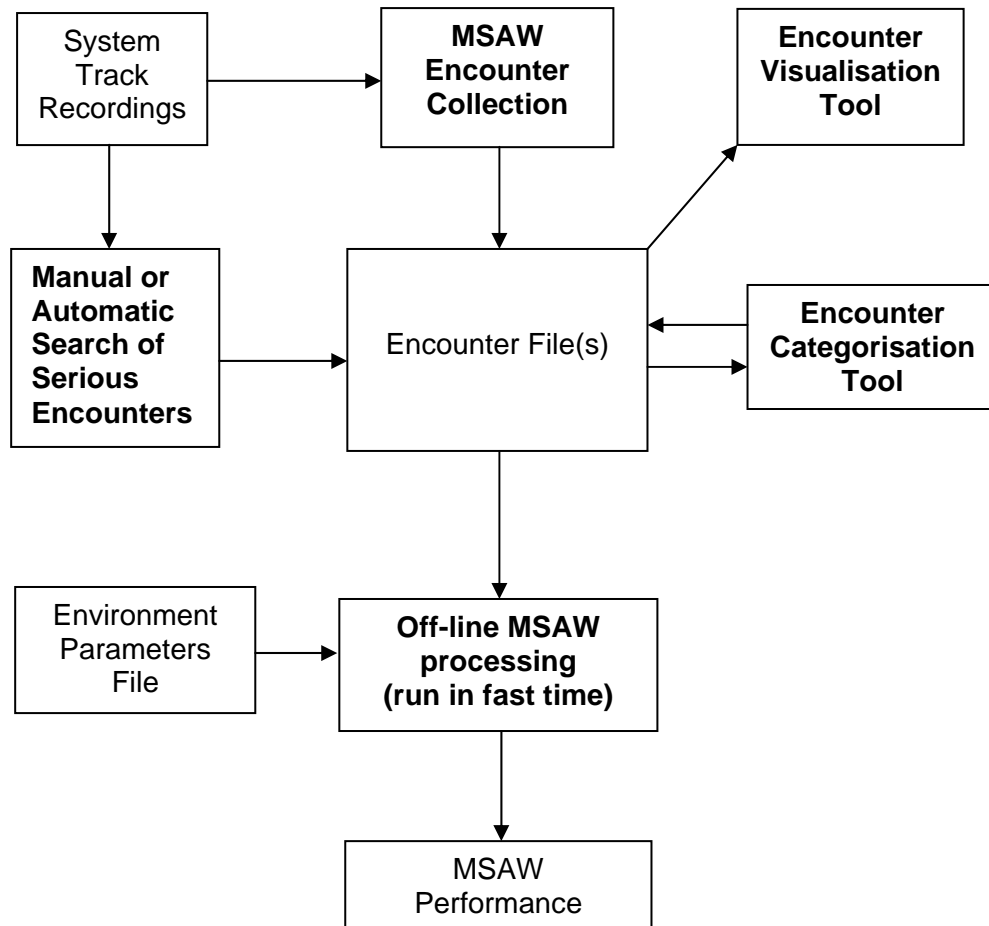 System
Track
Recordings
MSAW
Encounter
Collection
Encounter
Visualisation
Tool
Manual or
Automatic
Search of
Serious
Encounters
Encounter File(s)
Encounter
Categorisation
Tool
Environment
Parameters
File
Off-line MSAW
processing
(run in fast time)
MSAW
Performance